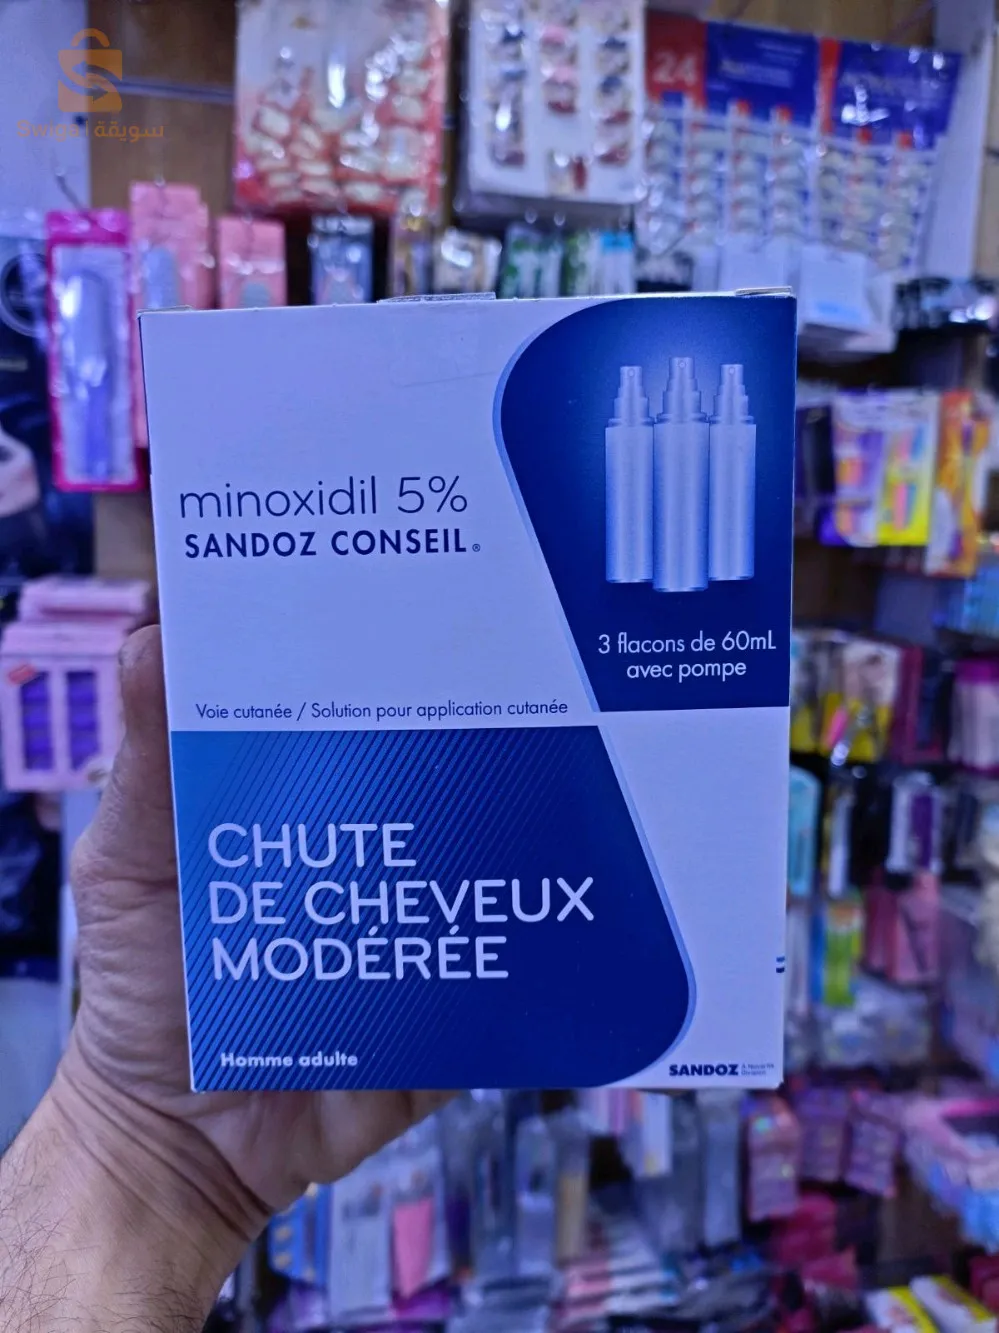 Swiqa سويقة
24
minoxidil 5%
SANDOZ CONSEIL®
3 flacons de 60mL
avec pompe
Voie cutanée / Solution pour application cutanée
CHUTE
DE CHEVEUX
MODÉRÉE
Homme adulte
SANDOZ